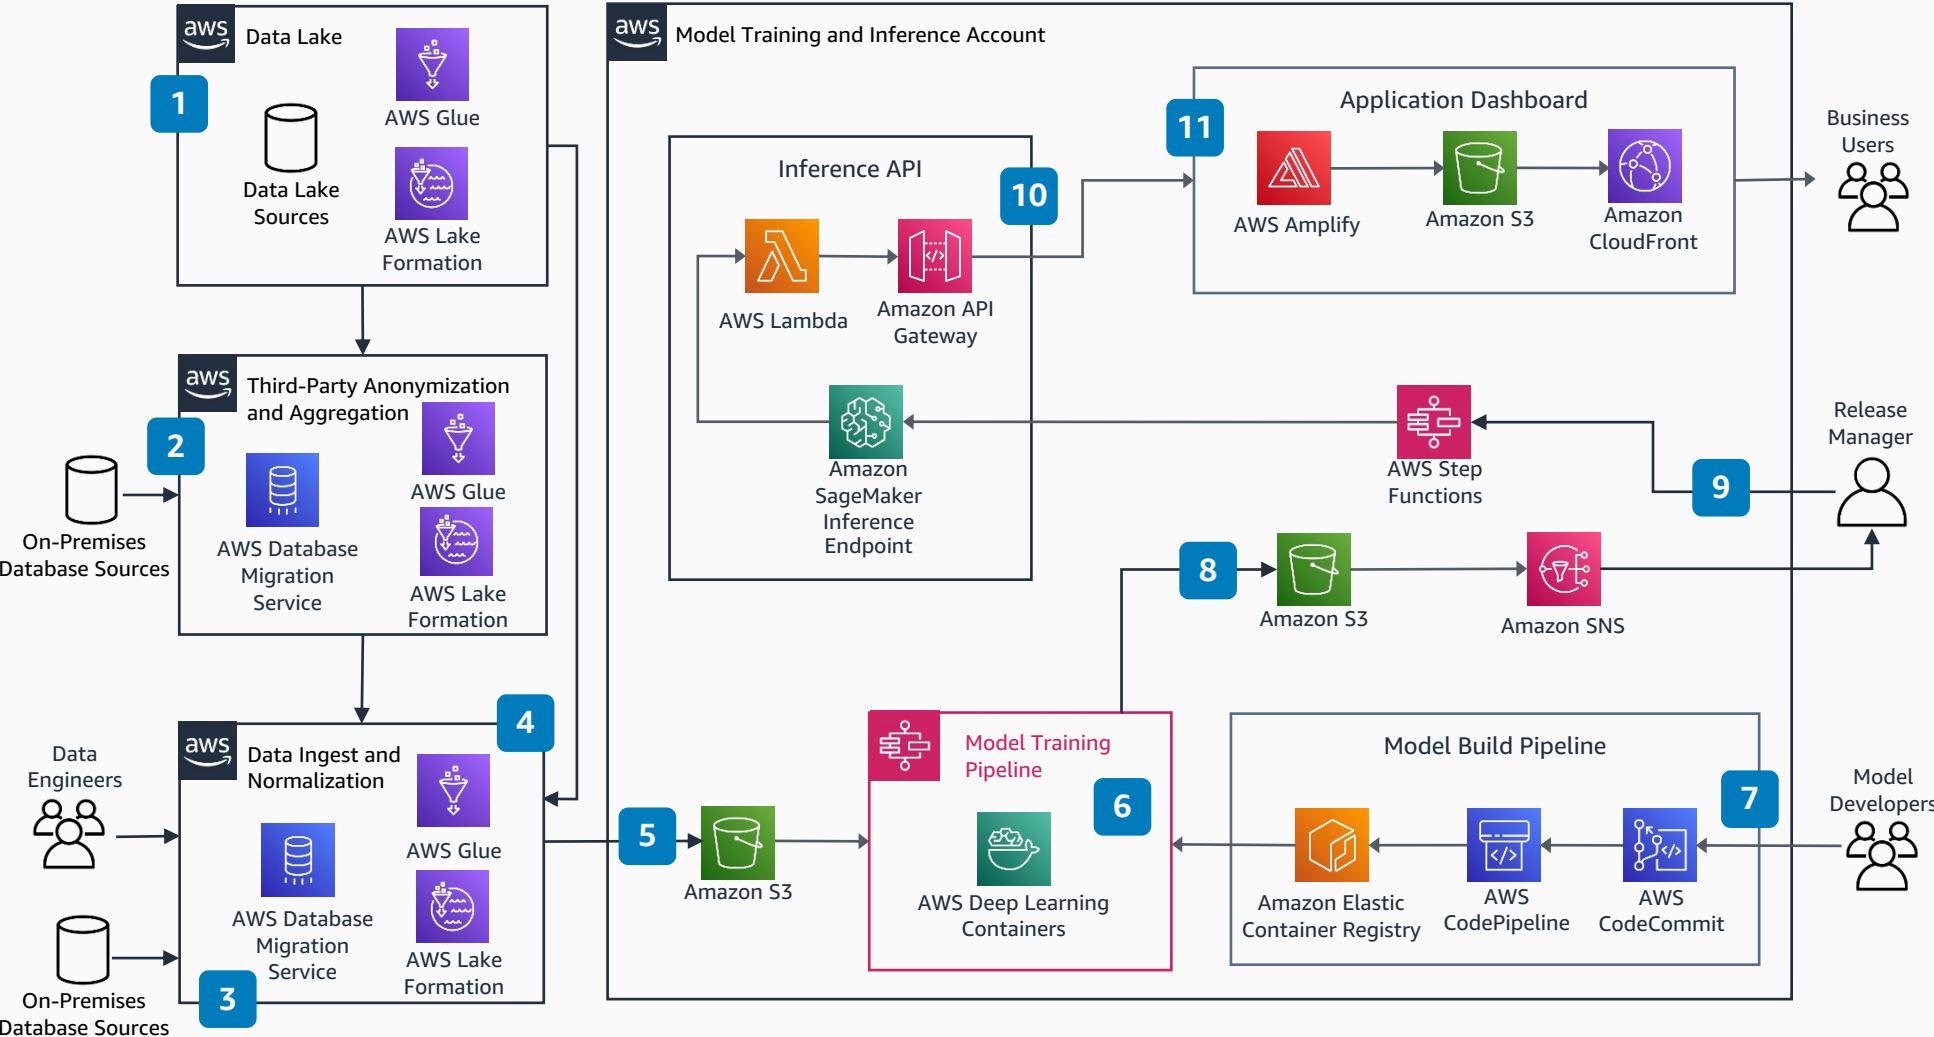 aws
Data Lake
1
AWS Glue
Data Lake
Sources
AWS Lake
Formation
aws
Third-Party Anonymization
and Aggregation
2
AWS Glue
On-Premises
Database Sources
AWS Database
Migration
Service
AWS Lake
Formation
4
aws
Data Ingest and
Normalization
Data
Engineers
AWS Glue
AWS Database
Migration
Service
AWS Lake
Formation
3
On-Premises
Database Sources
aws
Model Training and Inference Account
Inference API
10
AWS Lambda
Amazon API
Gateway
Amazon
SageMaker
Inference
Endpoint
11
Application Dashboard
AWS Amplify
Amazon S3
Amazon
CloudFront
Business
Users
AWS Step
Functions
9
Release
Manager
8
Amazon S3
Amazon SNS
5
Amazon S3
Model Training
Pipeline
6
AWS Deep Learning
Containers
Model Build Pipeline
7
Amazon Elastic
Container Registry
AWS
CodePipeline
AWS
CodeCommit
Model
Developers